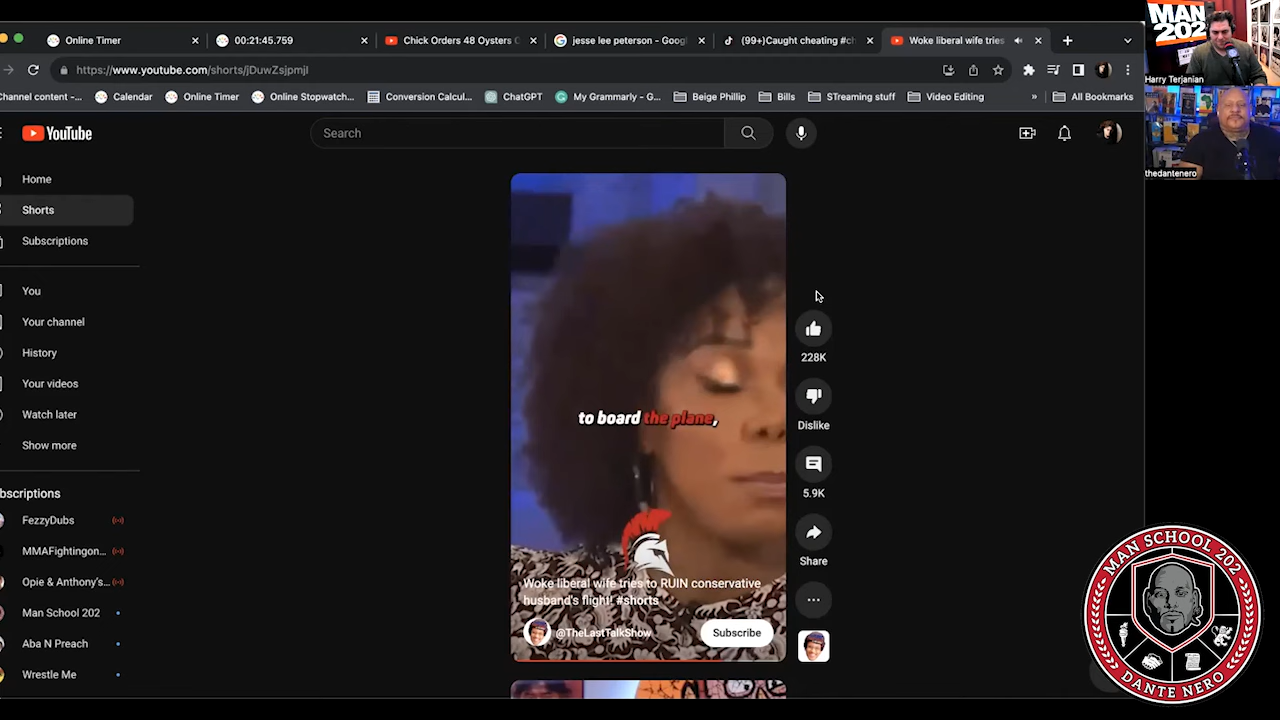 Online Timer
00:21:45.759
Chick Orde
jesse lee peterson - Googl
(99+)Caught cheating #ch
Woke liberal wife tries
https://www.youtube.com/shorts/jDuwZsjpmjI
hannel content -...
Calendar
Online Timer
Online Stopwatch...
Conversion Calcul...
ChatGPT
My Grammarly - G...
Beige Phillip
Bills
STreaming stuff
Video Editing
»
All Bookmarks
YouTube
Search
Home
Shorts
Subscriptions
You
Your channel
History
Your videos
Watch later
Show more
bscriptions
FezzyDubs
MMAFightingon...
Opie & Anthony's...
Man School 202
Aba N Preach
Wrestle Me
to board the plane,
Woke liberal wife tries to RUIN conservative
husband's flight! #shorts
@TheLastTalkShow
Subscribe
228K
Dislike
5.9K
Share
MAN
202
Harry Terjanian
thedantenero
MAN SCHOOL 202
DANTE NERO